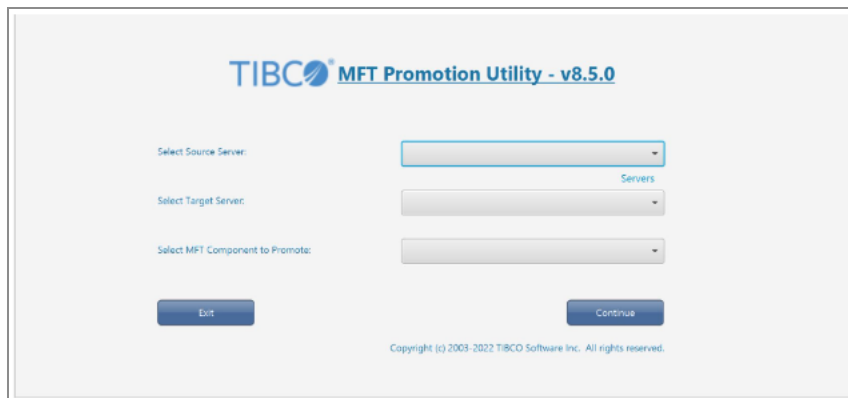 TIBCO® MFT Promotion Utility - v8.5.0
Select Source Server:
Servers
Select Target Server:
Select MFT Component to Promote:
Exit Continue
Copyright (c) 2003-2022 TIBCO Software Inc. All rights reserved.